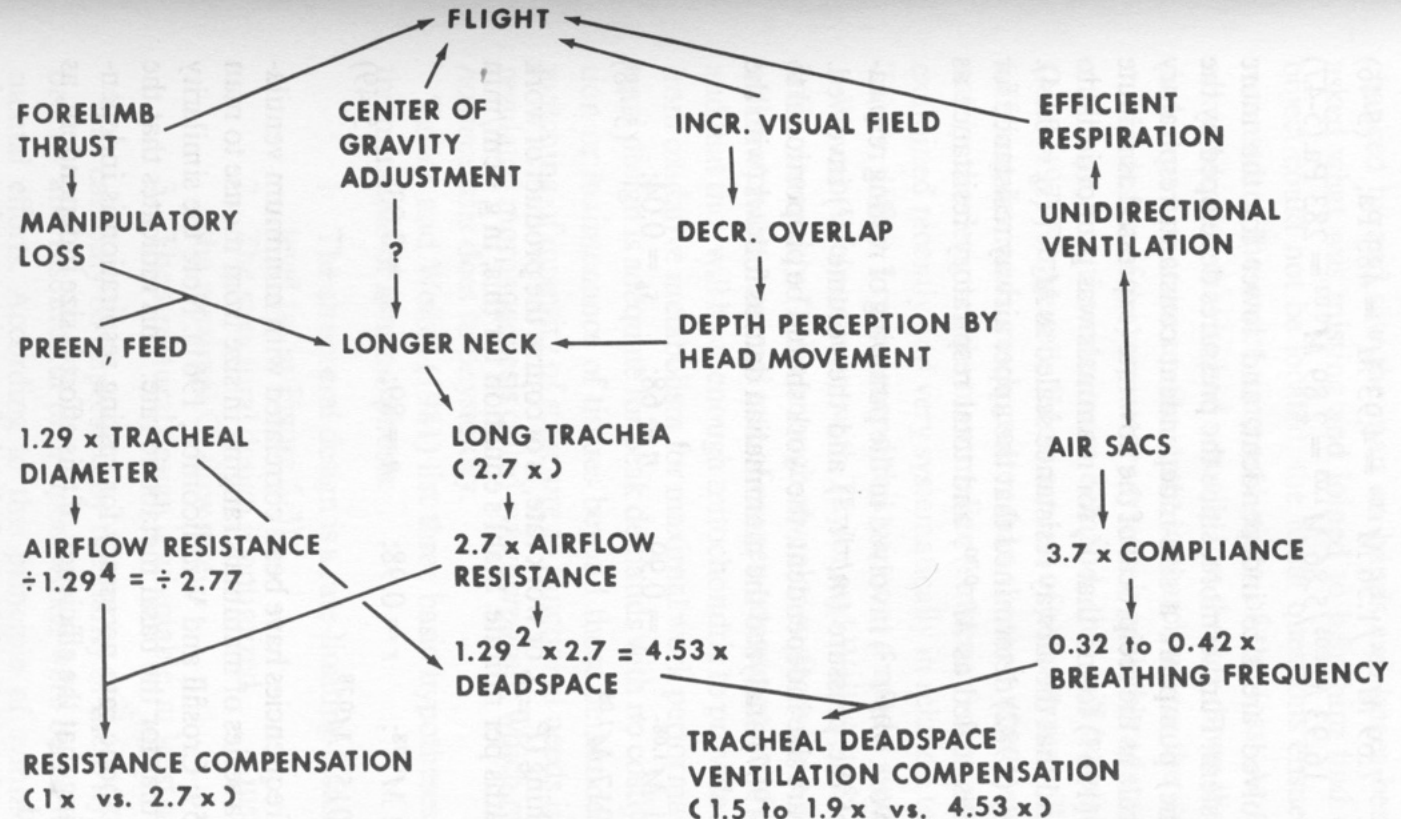 FLIGHT
FORELIMB
THRUST
CENTER OF
GRAVITY
ADJUSTMENT
INCR. VISUAL FIELD
EFFICIENT
RESPIRATION
MANIPULATORY
LOSS
?
DECR. OVERLAP
UNIDIRECTIONAL
VENTILATION
PREEN, FEED
LONGER NECK
DEPTH PERCEPTION BY
HEAD MOVEMENT
1.29 x TRACHEAL
DIAMETER
LONG TRACHEA
(2.7 x)
AIR SACS
AIRFLOW RESISTANCE
÷1.29⁴ = ÷2.77
2.7 x AIRFLOW
RESISTANCE
3.7 x COMPLIANCE
1.29² x 2.7 = 4.53 x
DEADSPACE
0.32 to 0.42 x
BREATHING FREQUENCY
RESISTANCE COMPENSATION
(1x vs. 2.7x)
TRACHEAL DEADSPACE
VENTILATION COMPENSATION
(1.5 to 1.9x vs. 4.53x)